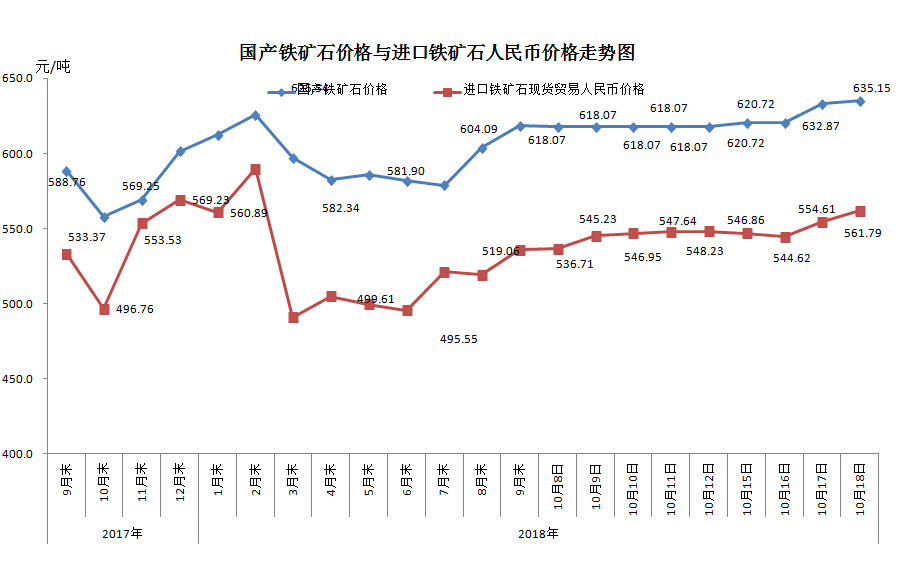 国产铁矿石价格与进口铁矿石人民币价格走势图
元/吨
国产铁矿石价格
进口铁矿石现货贸易人民币价格
650.0
600.0
550.0
500.0
450.0
400.0
588.76
569.25
582.34
581.90
604.09
618.07
618.07
618.07
618.07
618.07
620.72
620.72
632.87
635.15
533.37
496.76
553.53
569.23
560.89
499.61
495.55
519.06
536.71
545.23
546.95
547.64
548.23
546.86
544.62
554.61
561.79
9月末
10月末
11月末
12月末
1月末
2月末
3月末
4月末
5月末
6月末
7月末
8月末
9月末
10月8日
10月9日
10月10日
10月11日
10月12日
10月15日
10月16日
10月17日
10月18日
2017年
2018年